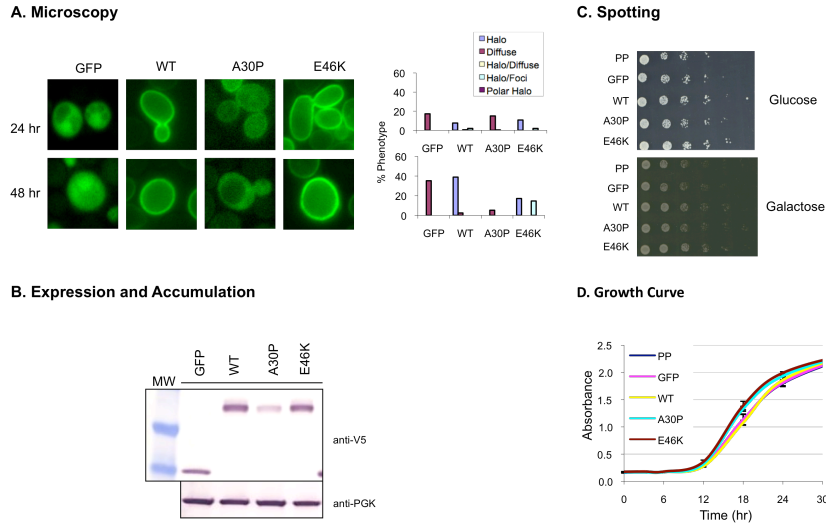 A. Microscopy
GFP WT A30P E46K
24 hr
48 hr
Halo
Diffuse
Halo/Diffuse
Halo/Foci
Polar Halo
% Phenotype
60
40
20
0
GFP WT A30P E46K
60
40
20
0
GFP WT A30P E46K
B. Expression and Accumulation
MW GFP WT A30P E46K
anti-V5
anti-PGK
C. Spotting
PP
GFP
WT
A30P
E46K
Glucose
PP
GFP
WT
A30P
E46K
Galactose
D. Growth Curve
Absorbance
2.5
2.0
1.5
1.0
0.5
0.0
PP
GFP
WT
A30P
E46K
0 6 12 18 24 30
Time (hr)